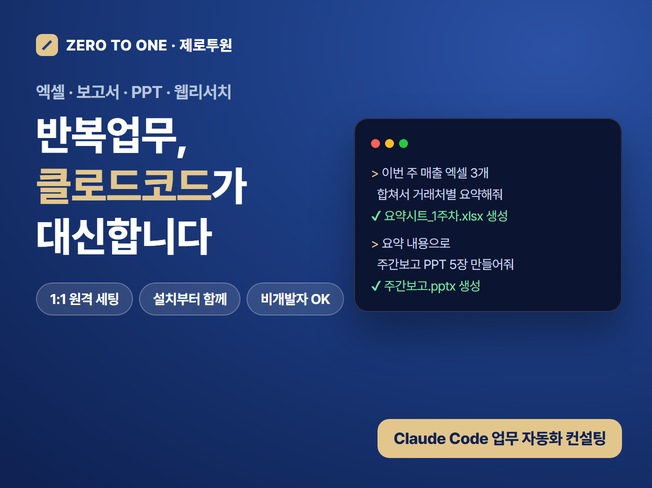 ZERO TO ONE · 제로투원
엑셀 · 보고서 · PPT · 웹리서치
반복업무,
클로드코드가
대신합니다
1:1 원격 세팅
설치부터 함께
비개발자 OK
> 이번 주 매출 엑셀 3개
합쳐서 거래처별 요약해줘
✓ 요약시트_1주차.xlsx 생성
> 요약 내용으로
주간보고 PPT 5장 만들어줘
✓ 주간보고.pptx 생성
Claude Code 업무 자동화 컨설팅